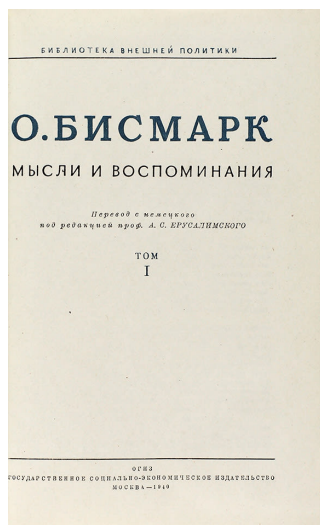 БИБЛИОТЕКА ВНЕШНЕЙ ПОЛИТИКИ
О. БИСМАРК
МЫСЛИ И ВОСПОМИНАНИЯ
Перевод с немецкого
под редакцией проф. А. С. ЕРУСАЛИМСКОГО
ТОМ
I
ОГИЗ
ГОСУДАРСТВЕННОЕ СОЦИАЛЬНО-ЭКОНОМИЧЕСКОЕ ИЗДАТЕЛЬСТВО
МОСКВА—1940